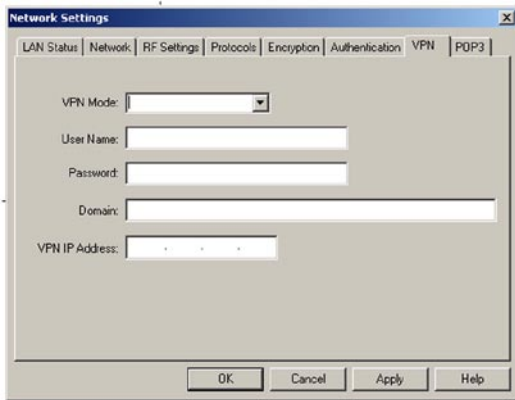 Network Settings
LAN Status Network RF Settings Protocols Encryption Authentication VPN POP3
VPN Mode:
User Name:
Password:
Domain:
VPN IP Address: . . .
OK Cancel Apply Help